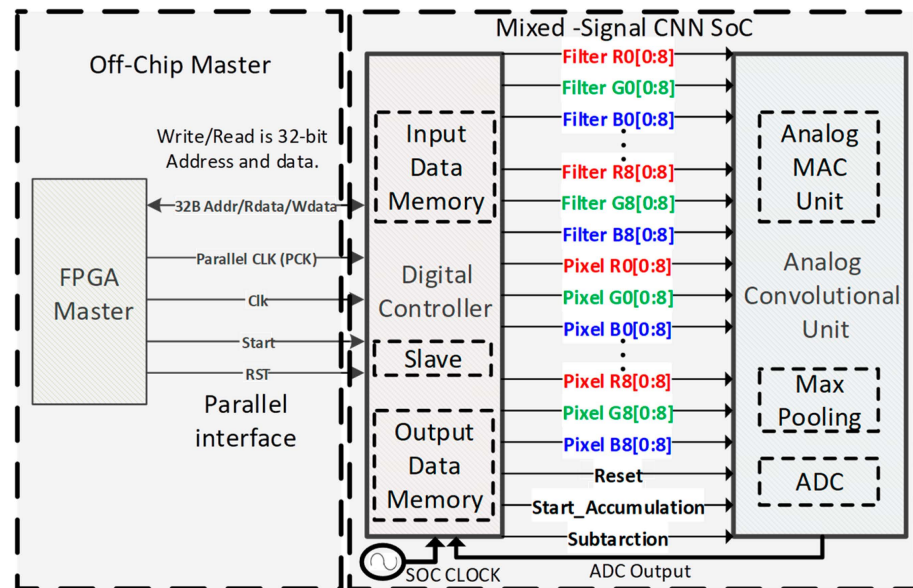 Mixed -Signal CNN SoC
Off-Chip Master
Write/Read is 32-bit
Address and data.
FPGA
Master
32B Addr/Rdata/Wdata
Parallel CLK (PCK)
Clk
Start
RST
Parallel
interface
Input
Data
Memory
Digital
Controller
Slave
Output
Data
Memory
Filter R0[0:8]
Filter G0[0:8]
Filter B0[0:8]
Filter R8[0:8]
Filter G8[0:8]
Filter B8[0:8]
Pixel R0[0:8]
Pixel G0[0:8]
Pixel B0[0:8]
Pixel R8[0:8]
Pixel G8[0:8]
Pixel B8[0:8]
Reset
Start_Accumulation
Subtarction
Analog
MAC
Unit
Analog
Convolutional
Unit
Max
Pooling
ADC
SOC CLOCK
ADC Output